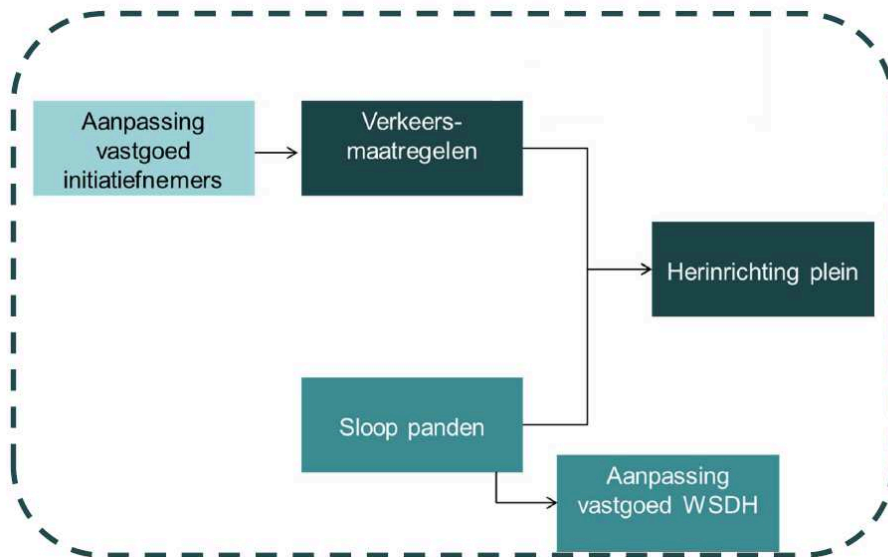 Aanpassing
vastgoed
initiatiefnemers
Verkeers-
maatregelen
Herinrichting plein
Sloop panden
Aanpassing
vastgoed WSDH